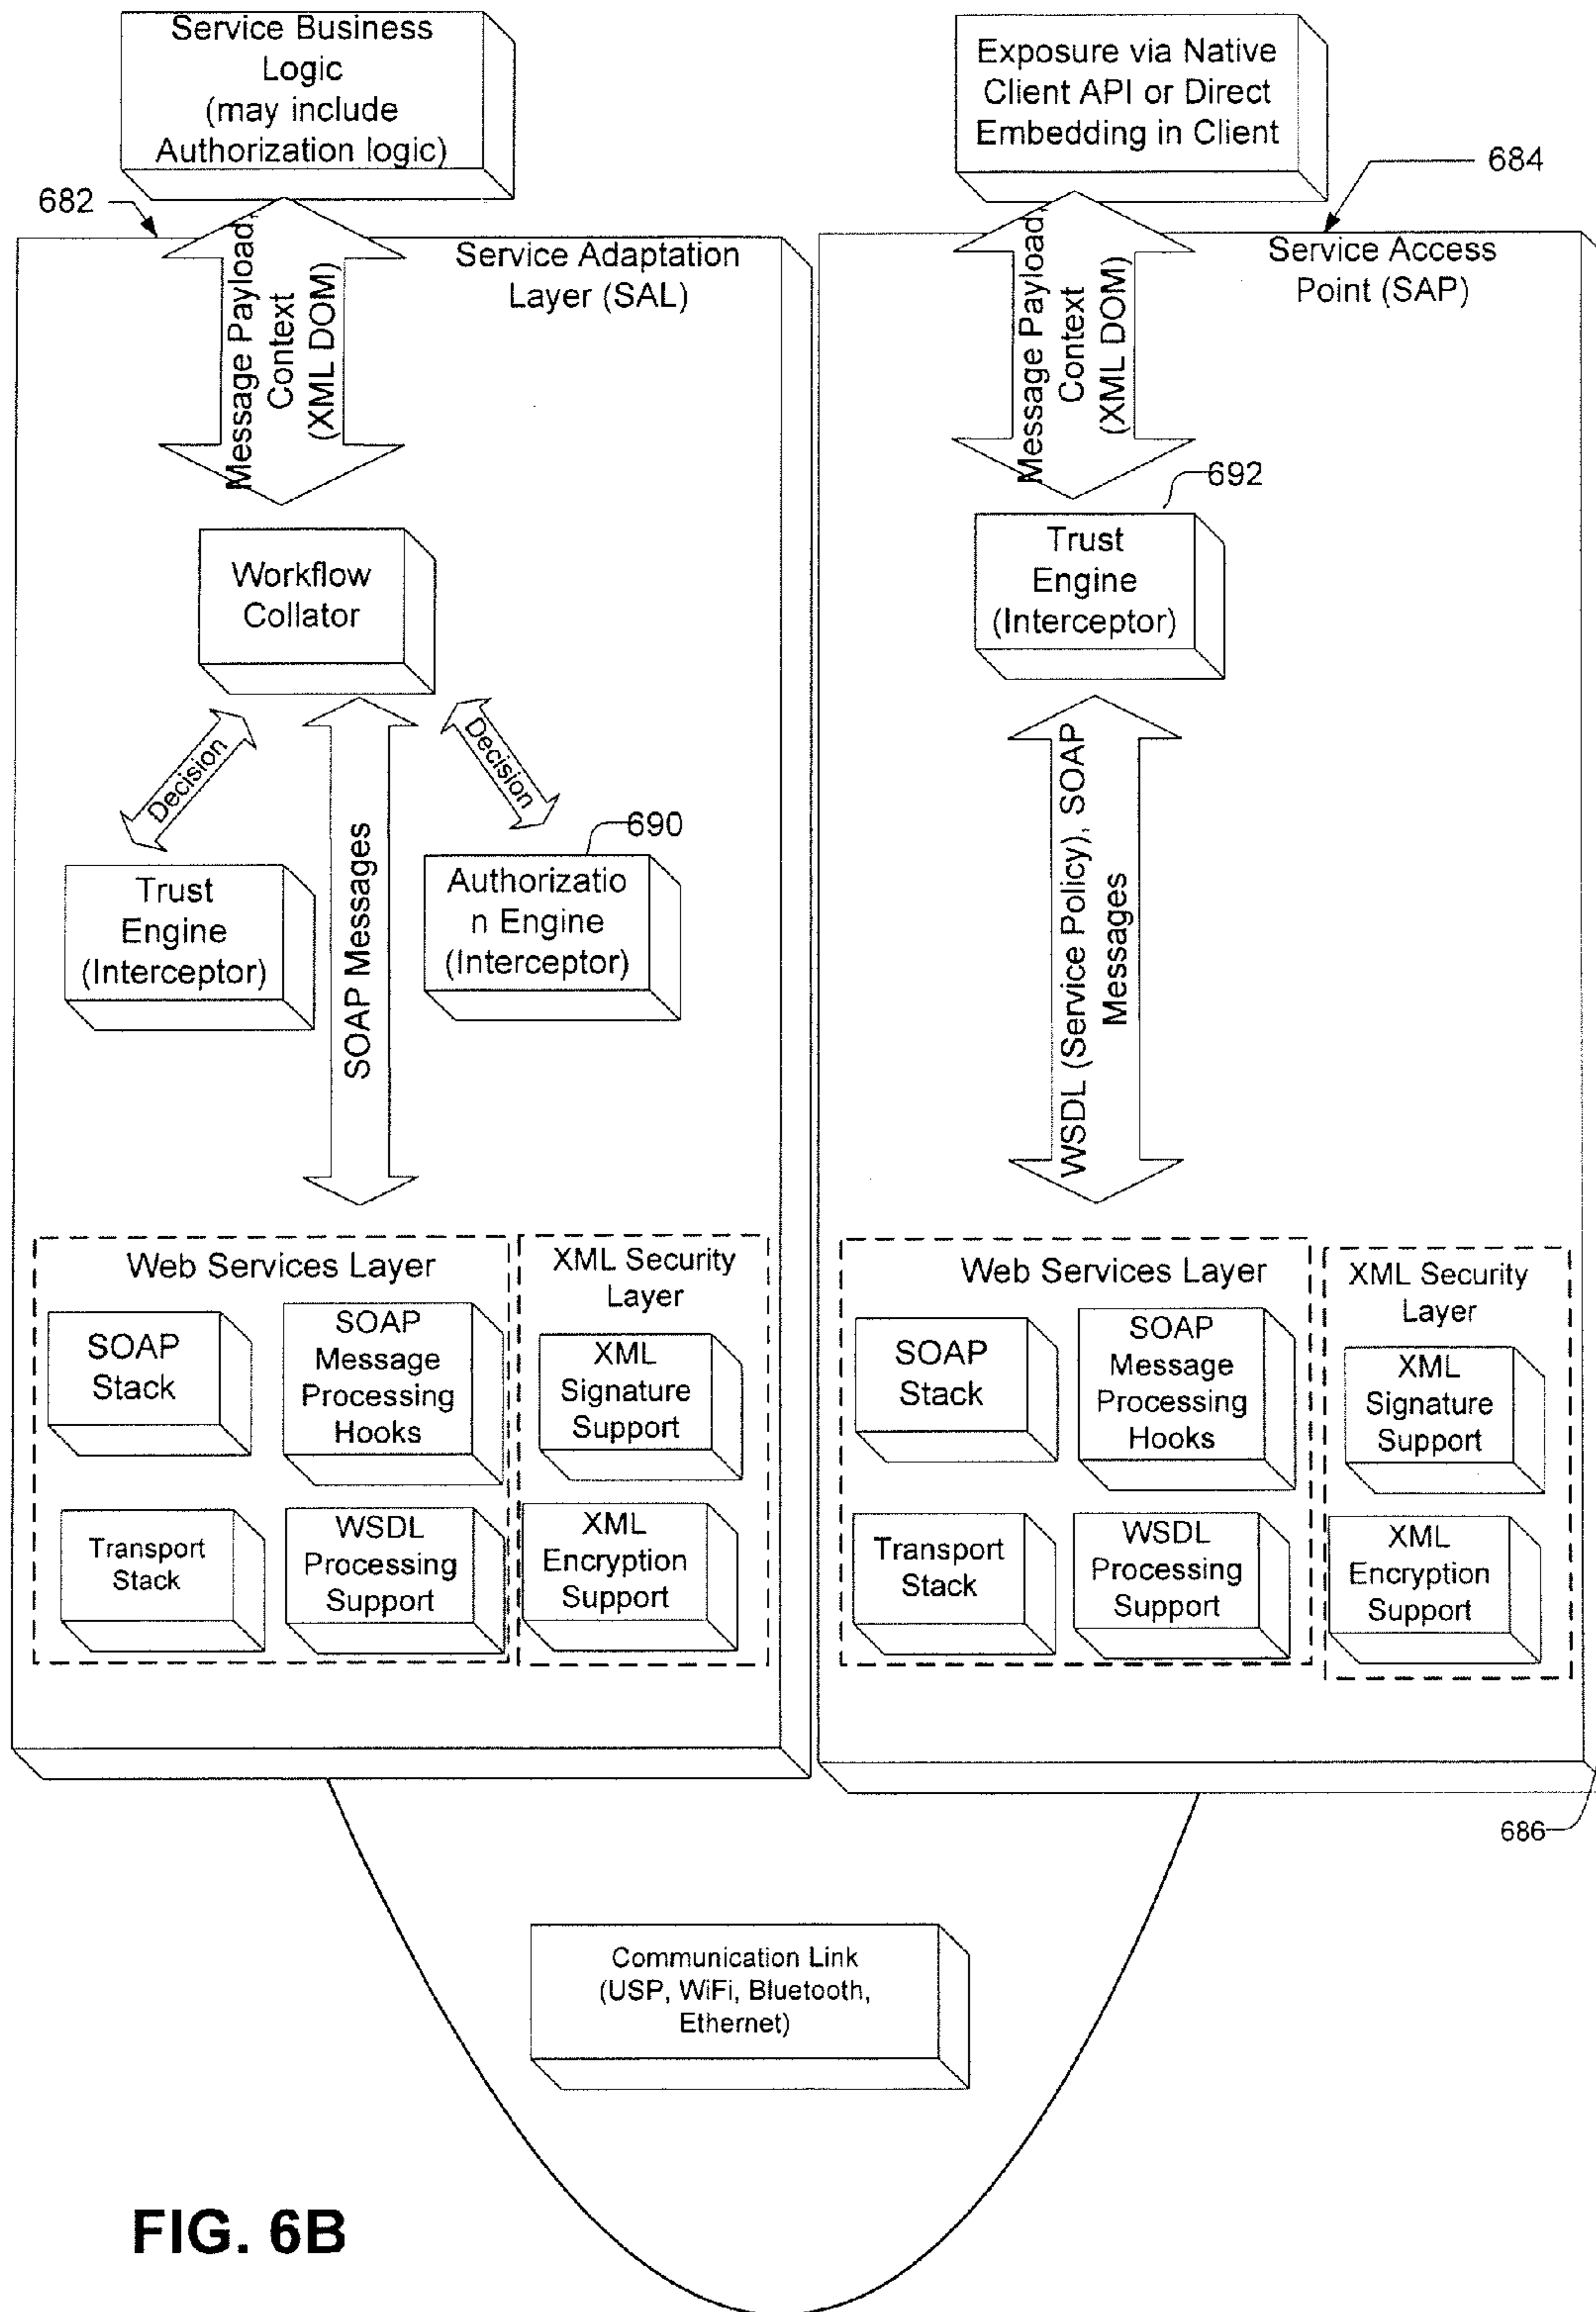 Service Business
Logic
(may include
Authorization logic)
682
Service Adaptation
Layer (SAL)
Message Payload,
Context
(XML DOM)
Workflow
Collator
Decision
Decision
690
Trust
Engine
(Interceptor)
SOAP Messages
Authorizatio
n Engine
(Interceptor)
Web Services Layer
SOAP
Stack
SOAP
Message
Processing
Hooks
Transport
Stack
WSDL
Processing
Support
XML Security
Layer
XML
Signature
Support
XML
Encryption
Support
Exposure via Native
Client API or Direct
Embedding in Client
684
Service Access
Point (SAP)
Message Payload,
Context
(XML DOM)
692
Trust
Engine
(Interceptor)
WSDL (Service Policy), SOAP
Messages
Web Services Layer
SOAP
Stack
SOAP
Message
Processing
Hooks
Transport
Stack
WSDL
Processing
Support
XML Security
Layer
XML
Signature
Support
XML
Encryption
Support
686
Communication Link
(USP, WiFi, Bluetooth,
Ethernet)
FIG. 6B